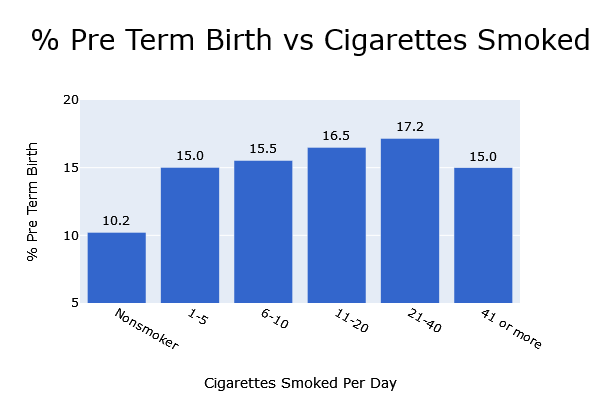 % Pre Term Birth vs Cigarettes Smoked
20
15
10
5
% Pre Term Birth
10.2
15.0
15.5
16.5
17.2
15.0
Nonsmoker
1-5
6-10
11-20
21-40
41 or more
Cigarettes Smoked Per Day